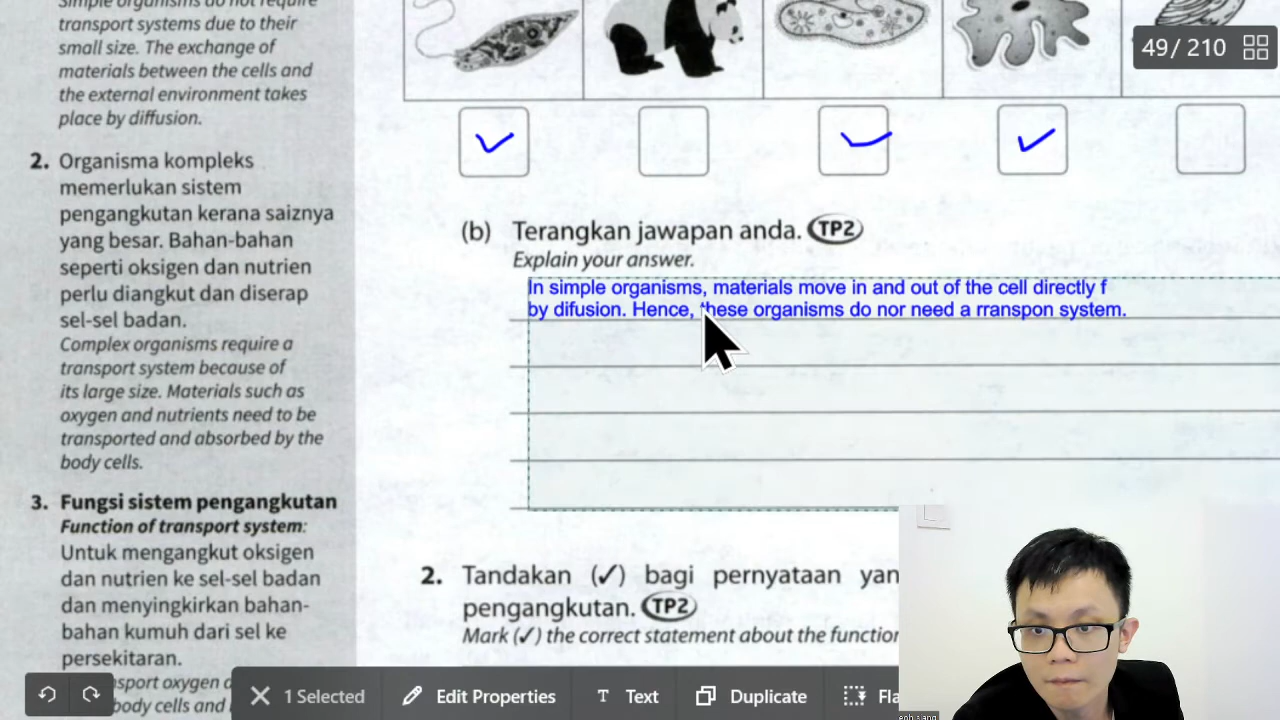 Simple organisms do not require
transport systems due to their
small size. The exchange of
materials between the cells and
the external environment takes
place by diffusion.
2. Organisma kompleks
memerlukan sistem
pengangkutan kerana saiznya
yang besar. Bahan-bahan
seperti oksigen dan nutrien
perlu diangkut dan diserap
sel-sel badan.
Complex organisms require a
transport system because of
its large size. Materials such as
oxygen and nutrients need to be
transported and absorbed by the
body cells.
3. Fungsi sistem pengangkutan
Function of transport system:
Untuk mengangkut oksigen
dan nutrien ke sel-sel badan
dan menyingkirkan bahan-
bahan kumuh dari sel ke
persekitaran.
sport oxygen
body cells and
49/ 210
(b) Terangkan jawapan anda. TP2
Explain your answer.
In simple organisms, materials move in and out of the cell directly f
by difusion. Hence, these organisms do nor need a rranspon system.
2. Tandakan (✓) bagi pernyataan yan
pengangkutan. TP2
Mark (✓) the correct statement about the function
1 Selected
Edit Properties
T Text
Duplicate
Fla